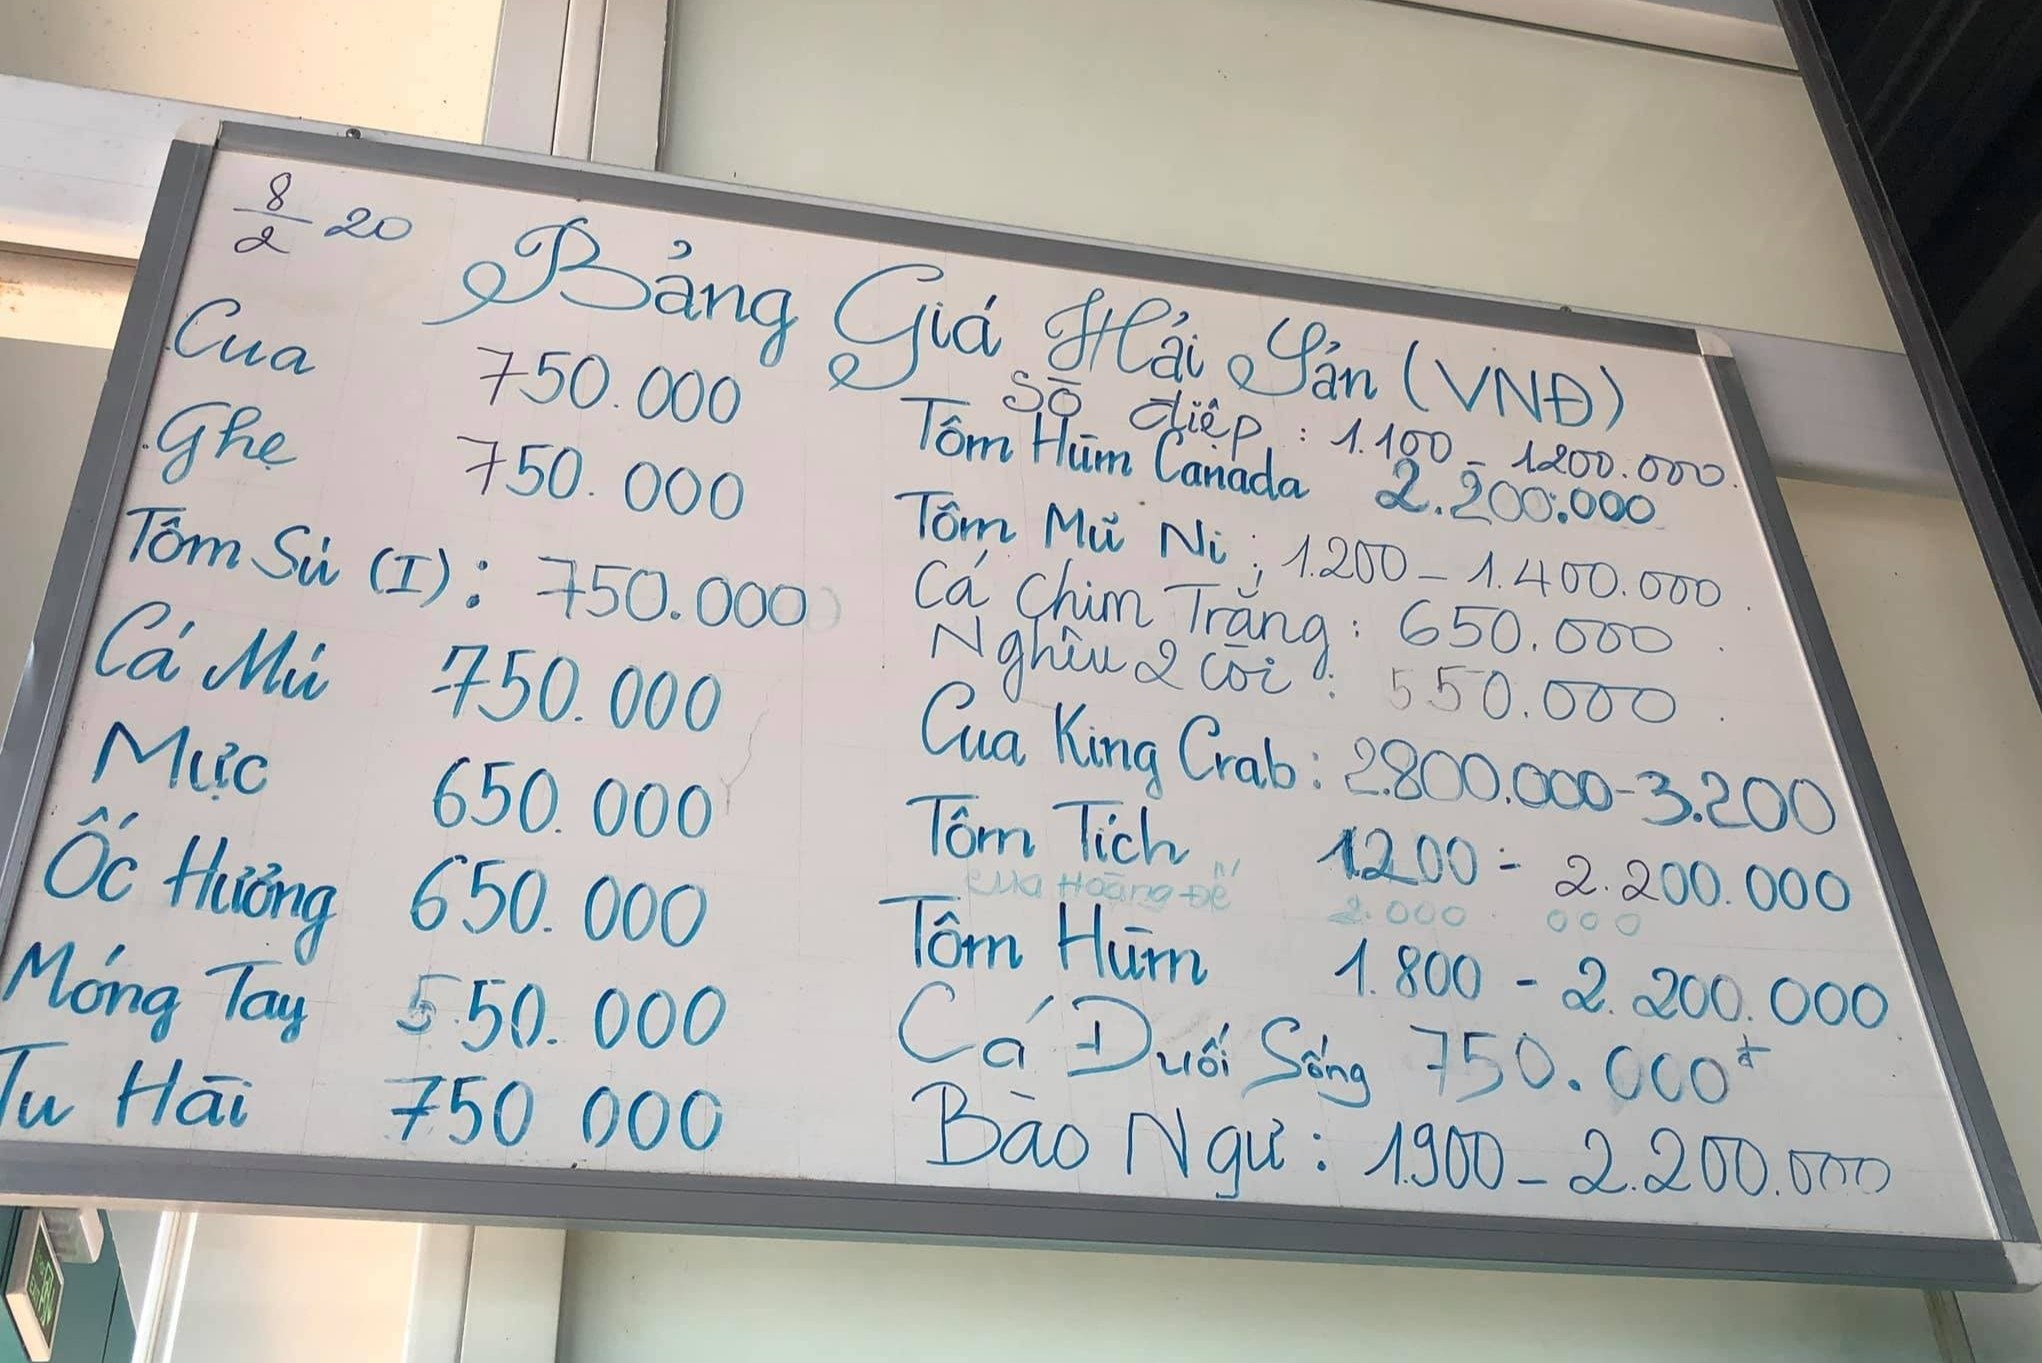 8/2 20
Bảng Giá Hải Sản (VNĐ)
Cua 750.000
Ghẹ 750.000
Tôm Sú (I): 750.000
Cá Mú 750.000
Mực 650.000
Ốc Hương 650.000
Móng Tay 550.000
Tu Hài 750 000
Sò điệp : 1.100 - 1200.000.
Tôm Hùm Canada 2.200.000
Tôm Mũ Ni : 1.200 - 1.400.000.
Cá Chim Trắng : 650.000.
Nghêu 2 Còi : 550.000.
Cua King Crab : 2.800.000 - 3.200
Tôm Tích 1200 - 2.200.000
Cua Hoàng Đế 2.000.000
Tôm Hùm 1.800 - 2.200.000
Cá Đuối Sống 750.000đ
Bào Ngư : 1.900 - 2.200.000